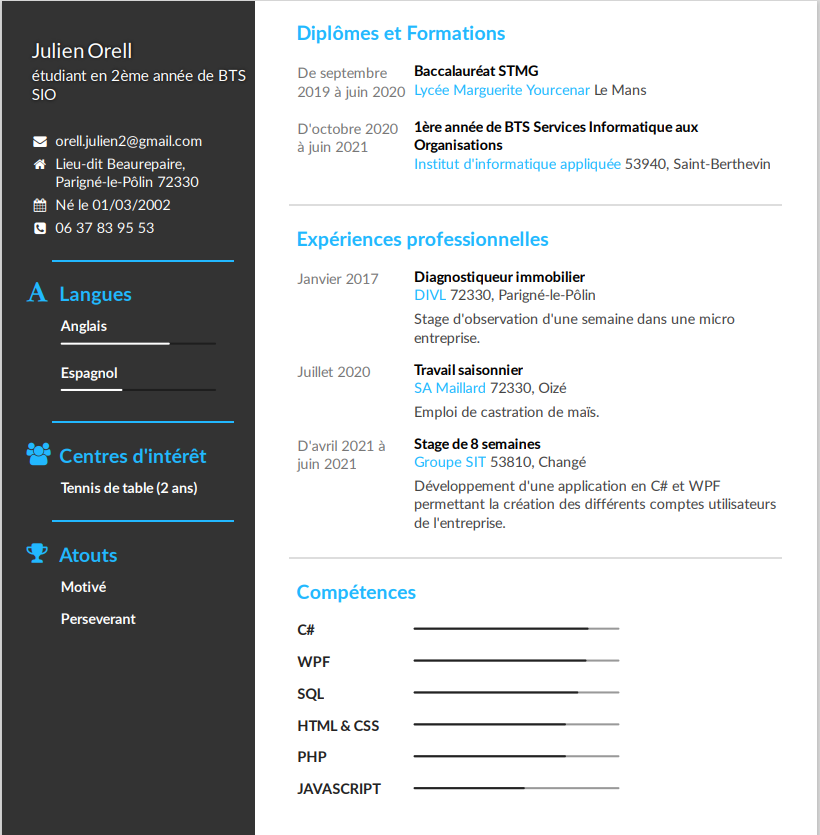 Julien Orell
étudiant en 2ème année de BTS
SIO
orell.julien2@gmail.com
Lieu-dit Beaurepaire,
Parigné-le-Pôlin 72330
Né le 01/03/2002
06 37 83 95 53
Langues
Anglais
Espagnol
Centres d'intérêt
Tennis de table (2 ans)
Atouts
Motivé
Perseverant
Diplômes et Formations
De septembre
2019 à juin 2020
Baccalauréat STMG
Lycée Marguerite Yourcenar Le Mans
D'octobre 2020
à juin 2021
1ère année de BTS Services Informatique aux
Organisations
Institut d'informatique appliquée 53940, Saint-Berthevin
Expériences professionnelles
Janvier 2017
Diagnostiqueur immobilier
DIVL 72330, Parigné-le-Pôlin
Stage d'observation d'une semaine dans une micro
entreprise.
Juillet 2020
Travail saisonnier
SA Maillard 72330, Oizé
Emploi de castration de maïs.
D'avril 2021 à
juin 2021
Stage de 8 semaines
Groupe SIT 53810, Changé
Développement d'une application en C# et WPF
permettant la création des différents comptes utilisateurs
de l'entreprise.
Compétences
C#
WPF
SQL
HTML & CSS
PHP
JAVASCRIPT